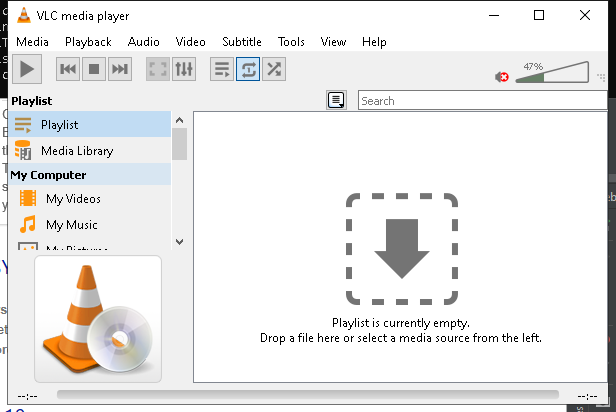 VLC media player
Media Playback Audio Video Subtitle Tools View Help
47%
Playlist
Search
Playlist
Media Library
My Computer
My Videos
My Music
My Pictures
Playlist is currently empty.
Drop a file here or select a media source from the left.
--:-- --:--